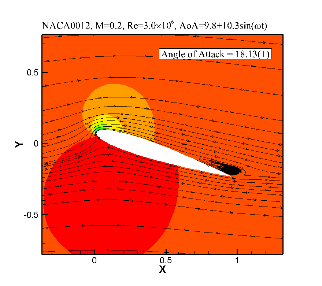 NACA0012, M=0.2, Re=3.0×10⁶, AoA=9.8+10.3sin(ωt)
Angle of Attack = 18.13(↑)
0.5
Y
0
-0.5
0 0.5 1
X